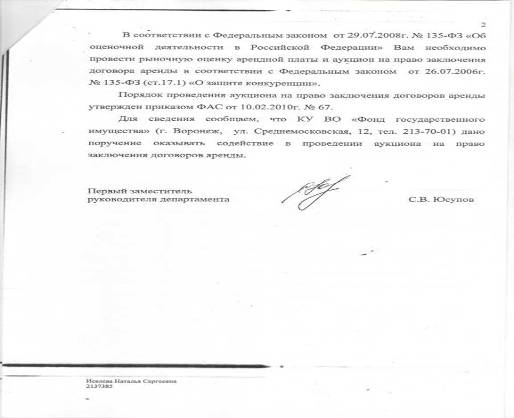 2
В соответствии с Федеральным законом от 29.07.2008г. № 135-ФЗ «Об
оценочной деятельности в Российской Федерации» Вам необходимо
провести рыночную оценку арендной платы и аукцион на право заключения
договора аренды в соответствии с Федеральным законом от 26.07.2006г.
№ 135-ФЗ (ст.17.1) «О защите конкуренции».
Порядок проведения аукциона на право заключения договоров аренды
утвержден приказом ФАС от 10.02.2010г. № 67.
Для сведения сообщаем, что КУ ВО «Фонд государственного
имущества» (г. Воронеж, ул. Среднемосковская, 12, тел. 213-70-01) дано
поручение оказывать содействие в проведении аукциона на право
заключения договоров аренды.
Первый заместитель
руководителя департамента С.В. Юсупов
Наталья Сергеевна
2137385